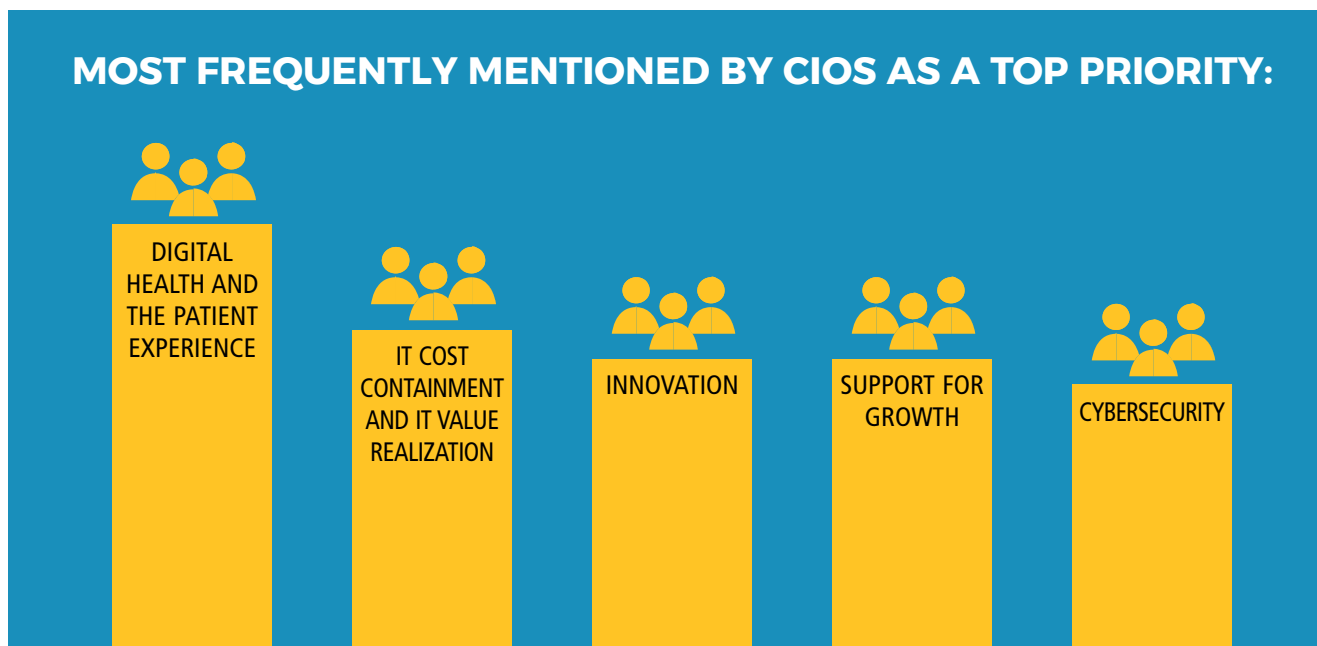 MOST FREQUENTLY MENTIONED BY CIOS AS A TOP PRIORITY:
DIGITAL
HEALTH AND
THE PATIENT
EXPERIENCE
IT COST
CONTAINMENT
AND IT VALUE
REALIZATION
INNOVATION
SUPPORT FOR
GROWTH
CYBERSECURITY